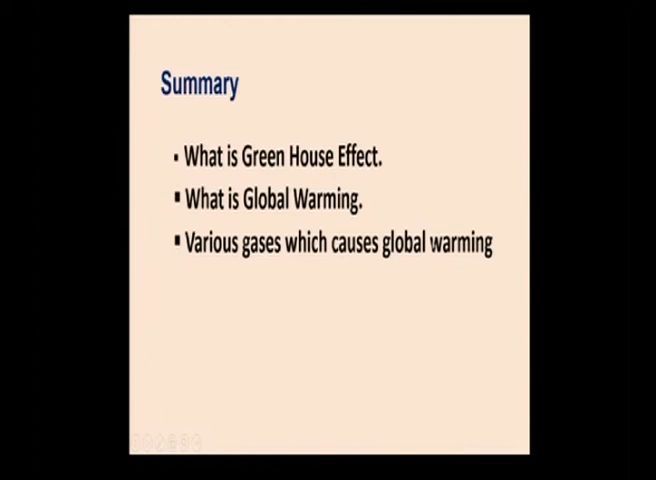 Summary
▪ What is Green House Effect.
▪ What is Global Warming.
▪ Various gases which causes global warming